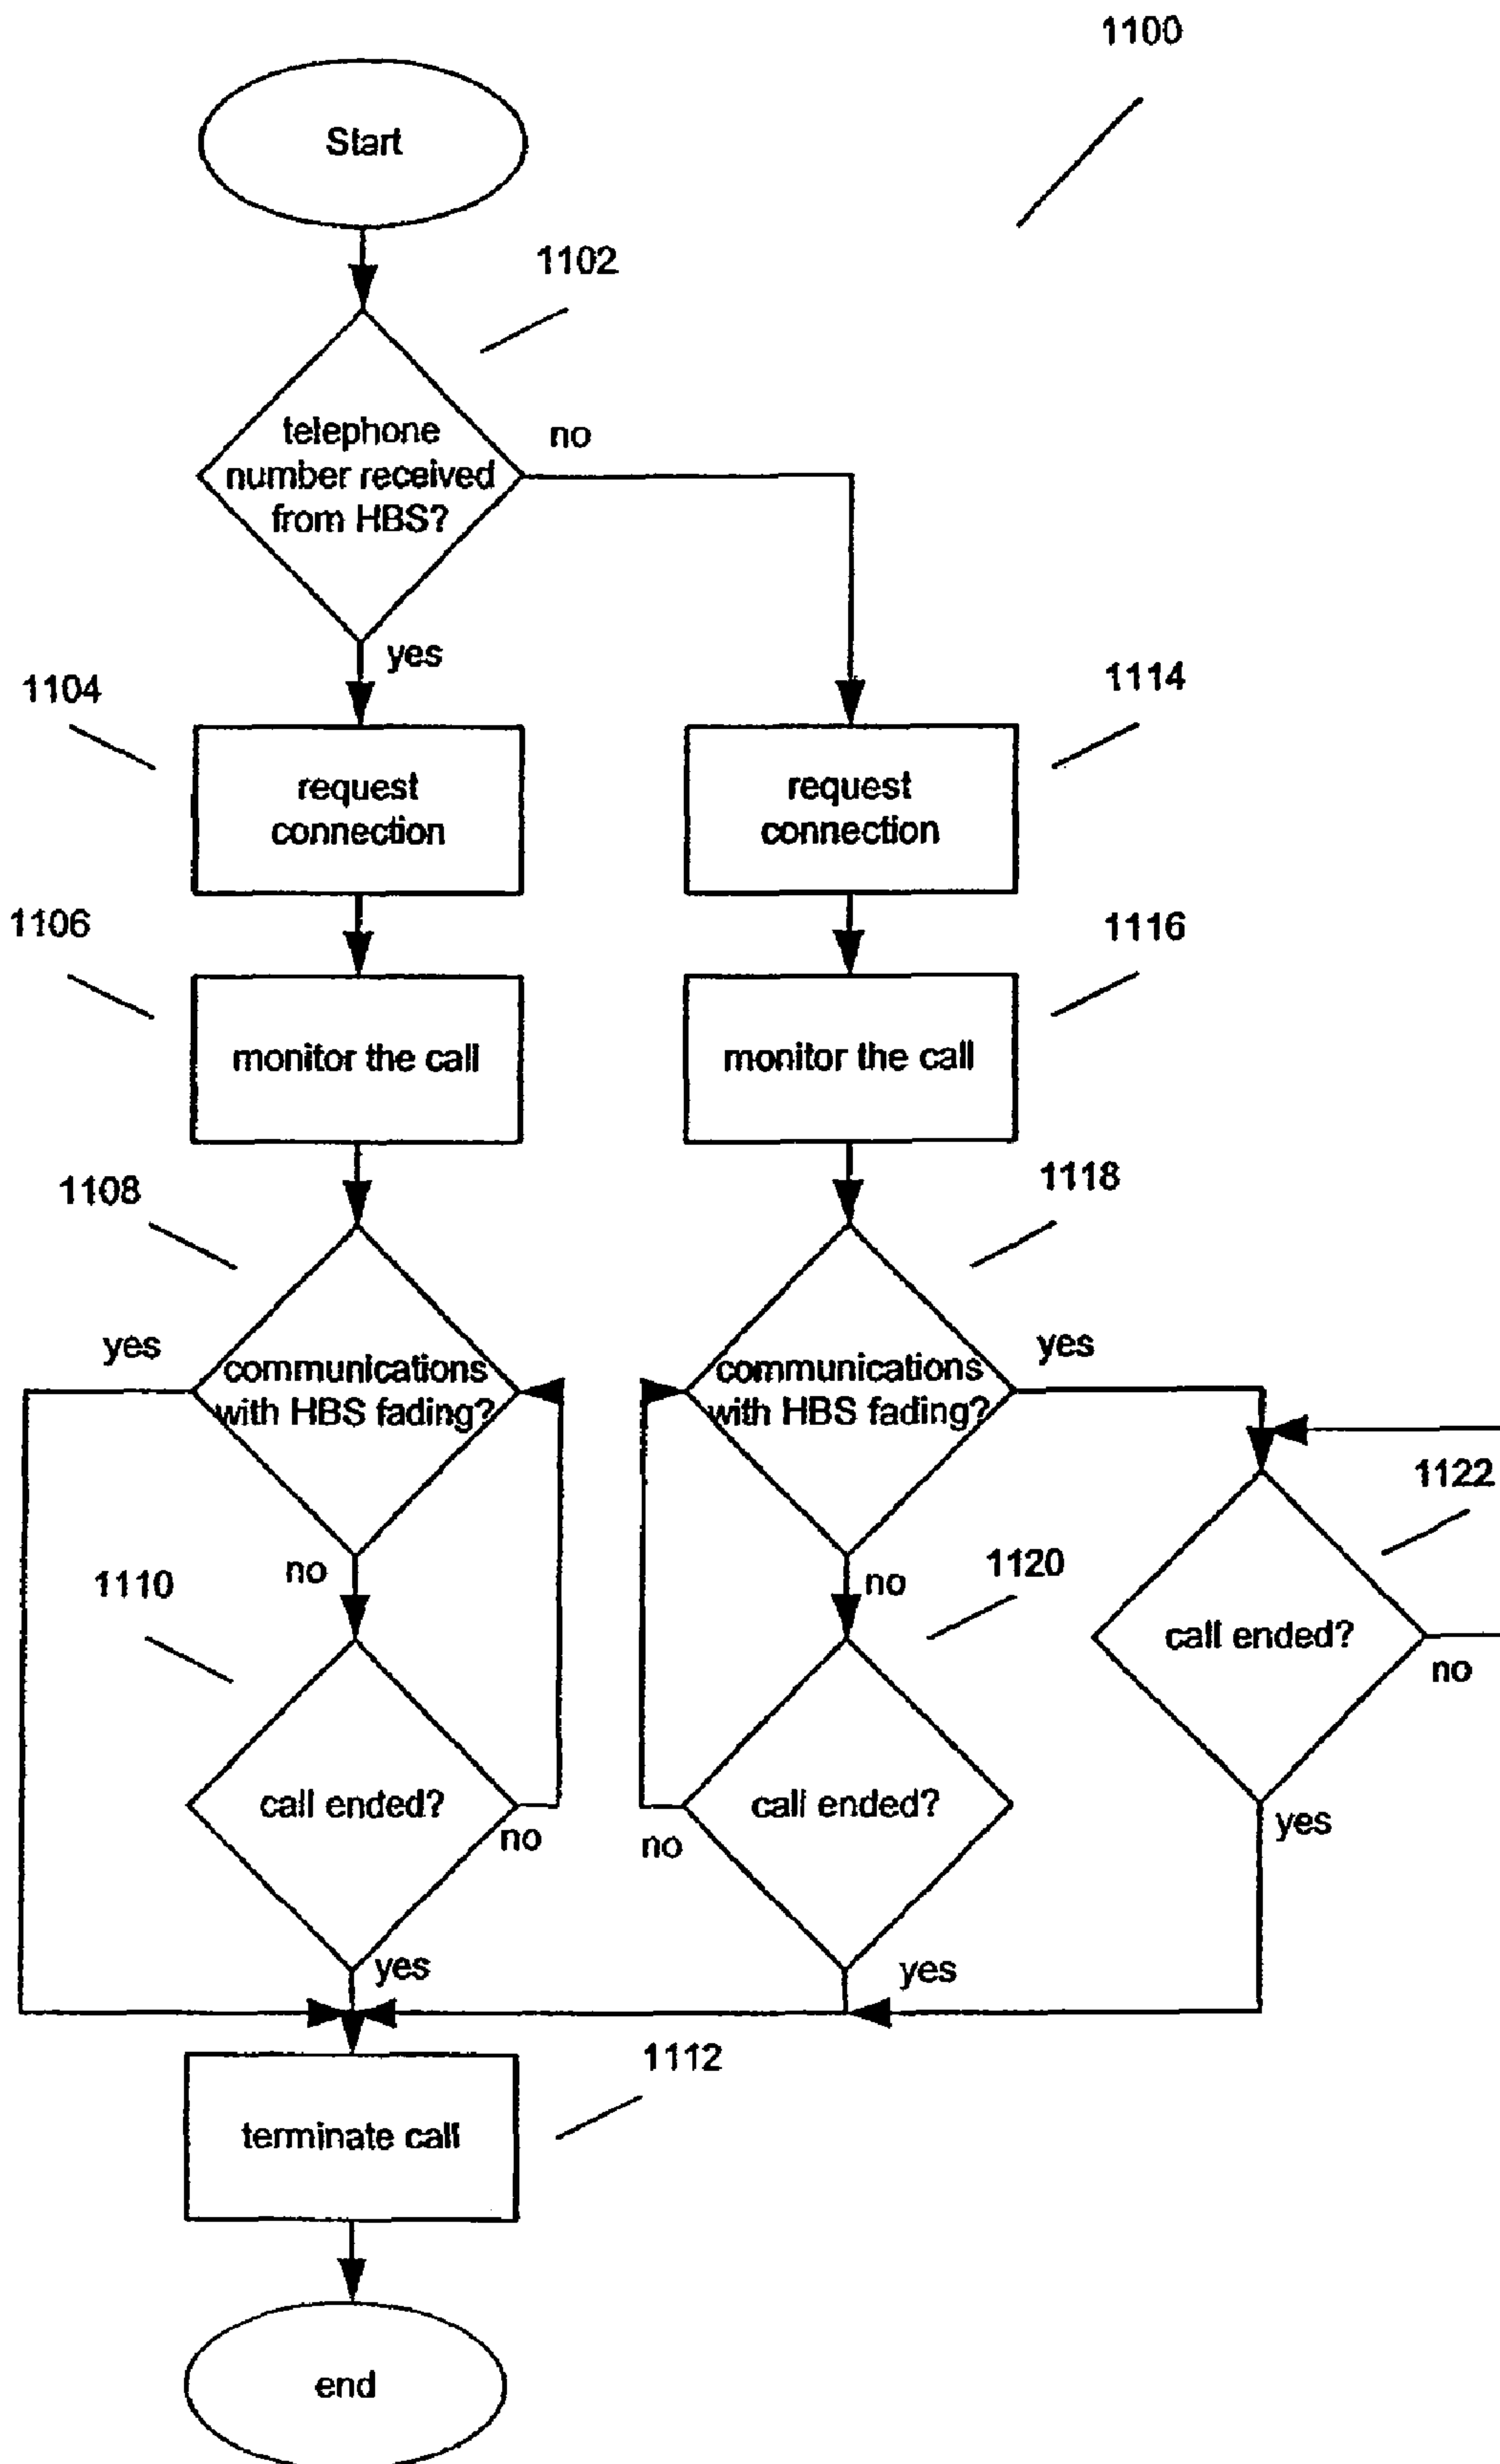 1100
Start
1102
telephone
number received
from HBS?
no
yes
1104
1114
request
connection
request
connection
1106
1116
monitor the call
monitor the call
1108
1118
yes
communications
with HBS fading?
communications
with HBS fading?
yes
1122
no
1110
no
1120
call ended?
no
call ended?
no
call ended?
no
yes
yes
yes
1112
terminate call
end